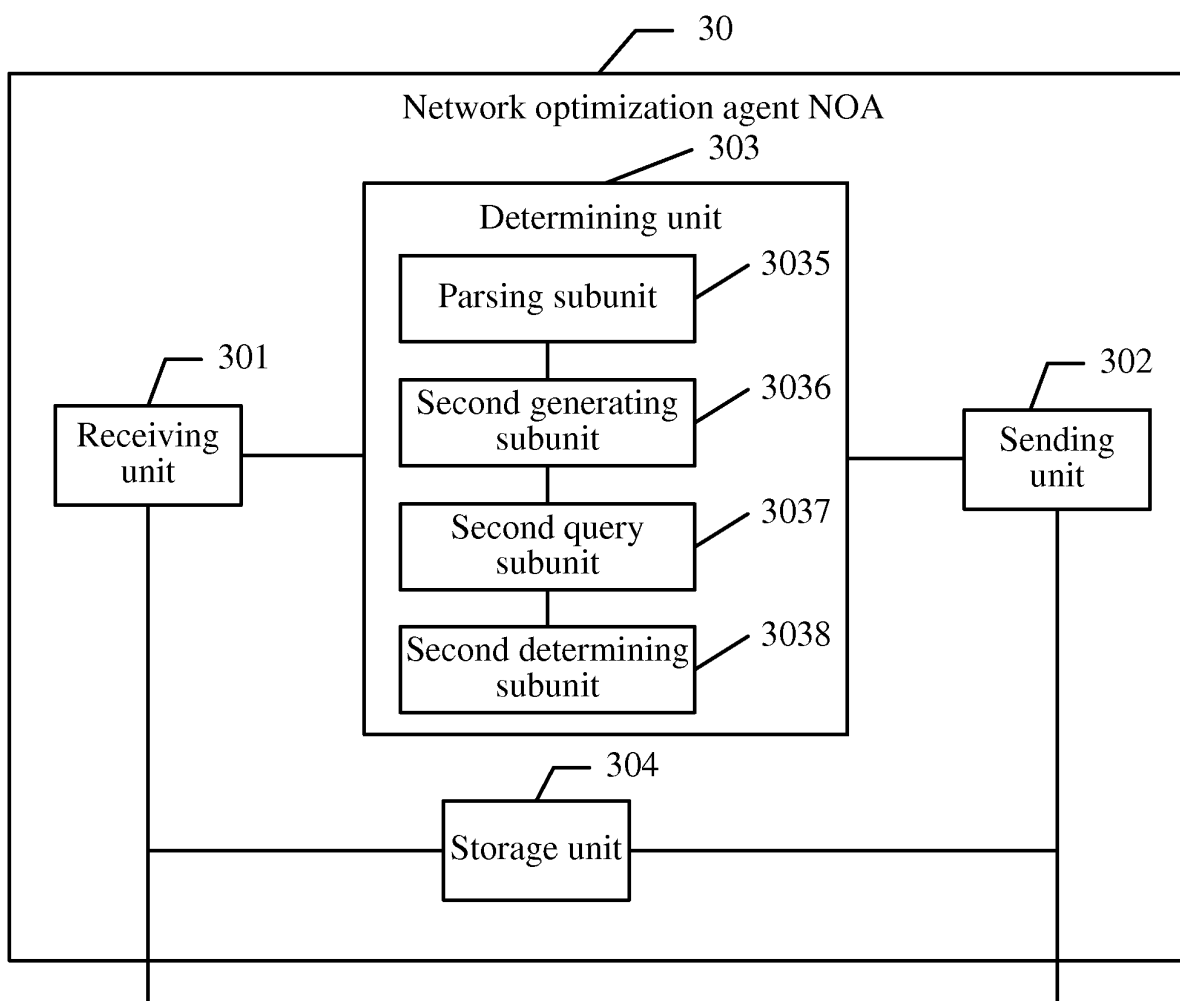 30
Network optimization agent NOA
303
Determining unit
3035
Parsing subunit
301
302
3036
Second generating
subunit
Receiving
unit
Sending
unit
3037
Second query
subunit
3038
Second determining
subunit
304
Storage unit